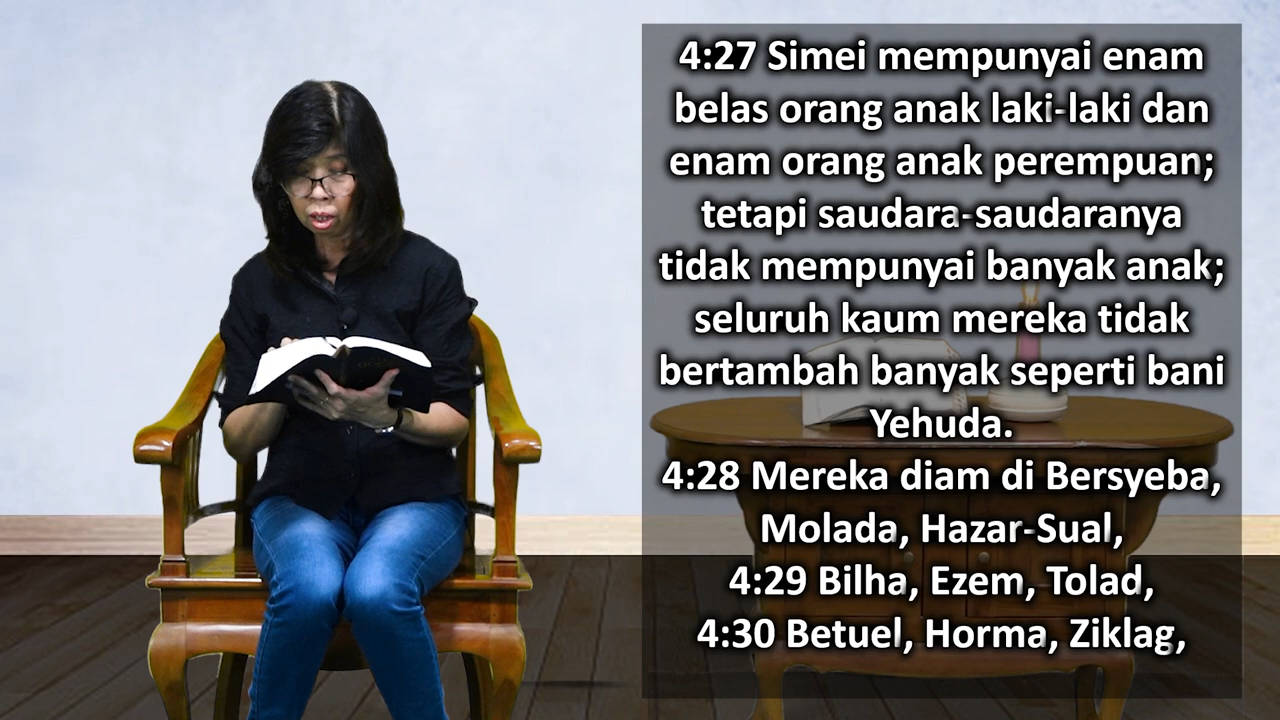 4:27 Simei mempunyai enam
belas orang anak laki-laki dan
enam orang anak perempuan;
tetapi saudara-saudaranya
tidak mempunyai banyak anak;
seluruh kaum mereka tidak
bertambah banyak seperti bani
Yehuda.
4:28 Mereka diam di Bersyeba,
Molada, Hazar-Sual,
4:29 Bilha, Ezem, Tolad,
4:30 Betuel, Horma, Ziklag,